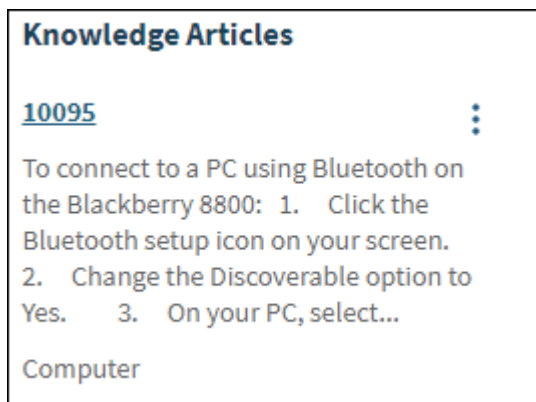 Knowledge Articles
10095
To connect to a PC using Bluetooth on
the Blackberry 8800: 1. Click the
Bluetooth setup icon on your screen.
2. Change the Discoverable option to
Yes. 3. On your PC, select...
Computer